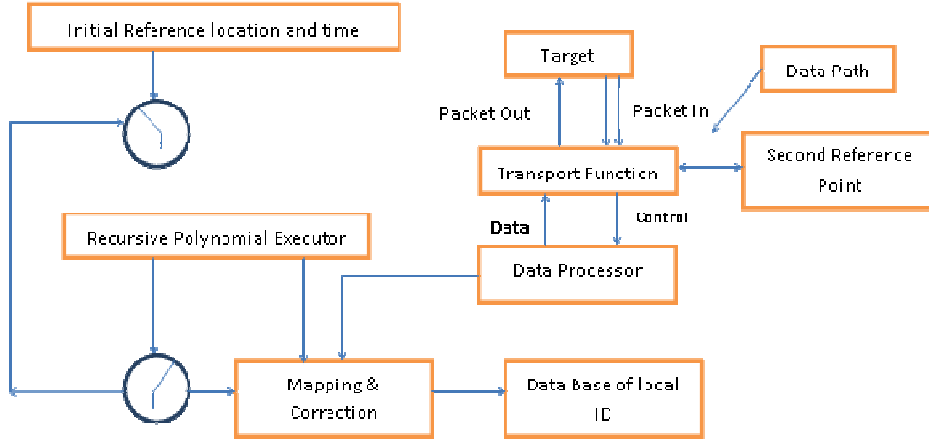 Initial Reference location and time
Target
Data Path
Packet Out
Packet In
Second Reference
Point
Transport Function
Control
Data
Recursive Polynomial Executor
Data Processor
Mapping &
Correction
Data Base of local
ID